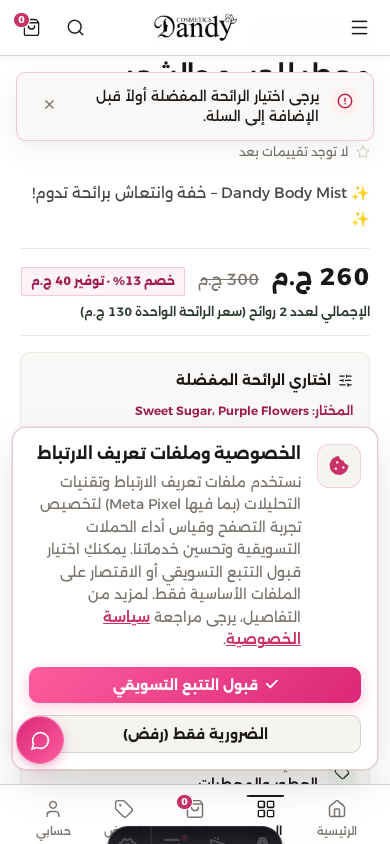 0
Dandy
COSMETICS
يرجى اختيار الرائحة المفضلة أولاً قبل
الإضافة إلى السلة.
لا توجد تقييمات بعد
✨ Dandy Body Mist – خفة وانتعاش برائحة تدوم!
✨
260 ج.م 300 ج.م خصم 13% · توفير 40 ج.م
الإجمالي لعدد 2 روائح (سعر الرائحة الواحدة 130 ج.م)
اختاري الرائحة المفضلة
المختار: Sweet Sugar، Purple Flowers
الخصوصية وملفات تعريف الارتباط
نستخدم ملفات تعريف الارتباط وتقنيات
التحليلات (بما فيها Meta Pixel) لتخصيص
تجربة التصفح وقياس أداء الحملات
التسويقية وتحسين خدماتنا. يمكنكِ اختيار
قبول التتبع التسويقي أو الاقتصار على
الملفات الأساسية فقط. لمزيد من
التفاصيل، يرجى مراجعة سياسة
الخصوصية.
قبول التتبع التسويقي
الضرورية فقط (رفض)
الرئيسية
0
حسابي